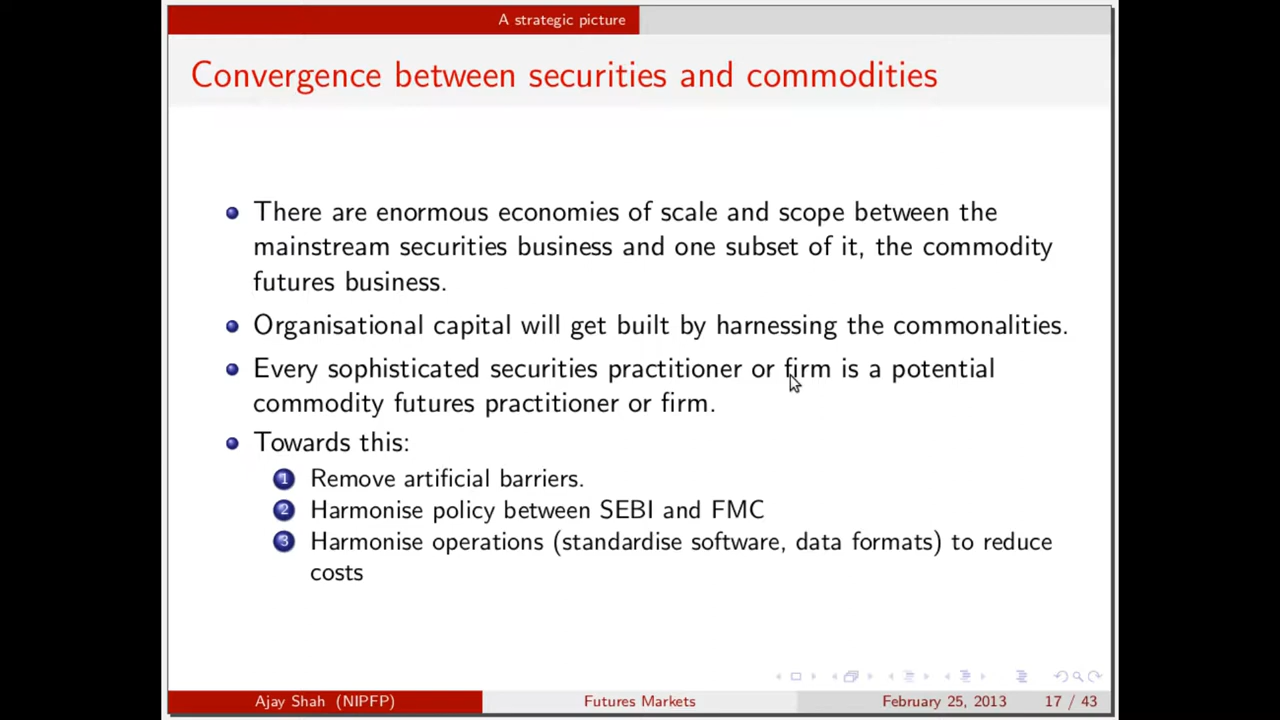 A strategic picture
Convergence between securities and commodities
There are enormous economies of scale and scope between the
mainstream securities business and one subset of it, the commodity
futures business.
Organisational capital will get built by harnessing the commonalities.
Every sophisticated securities practitioner or firm is a potential
commodity futures practitioner or firm.
Towards this:
1 Remove artificial barriers.
2 Harmonise policy between SEBI and FMC
3 Harmonise operations (standardise software, data formats) to reduce
costs
Ajay Shah (NIPFP) Futures Markets February 25, 2013 17 / 43